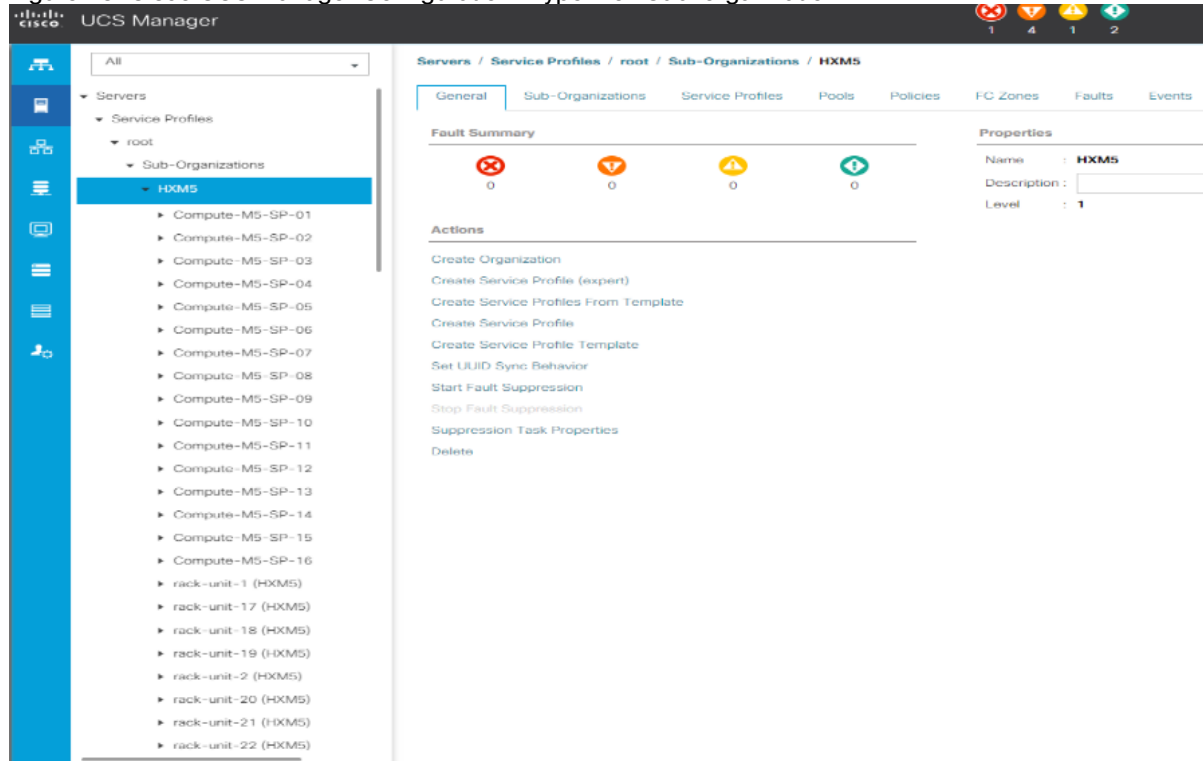 cisco UCS Manager
1 4 1 2
All
Servers / Service Profiles / root / Sub-Organizations / HXM5
Servers
Service Profiles
root
Sub-Organizations
HXM5
Compute-M5-SP-01
Compute-M5-SP-02
Compute-M5-SP-03
Compute-M5-SP-04
Compute-M5-SP-05
Compute-M5-SP-06
Compute-M5-SP-07
Compute-M5-SP-08
Compute-M5-SP-09
Compute-M5-SP-10
Compute-M5-SP-11
Compute-M5-SP-12
Compute-M5-SP-13
Compute-M5-SP-14
Compute-M5-SP-15
Compute-M5-SP-16
rack-unit-1 (HXM5)
rack-unit-17 (HXM5)
rack-unit-18 (HXM5)
rack-unit-19 (HXM5)
rack-unit-2 (HXM5)
rack-unit-20 (HXM5)
rack-unit-21 (HXM5)
rack-unit-22 (HXM5)
General Sub-Organizations Service Profiles Pools Policies FC Zones Faults Events
Fault Summary
0 0 0 0
Actions
Create Organization
Create Service Profile (expert)
Create Service Profiles From Template
Create Service Profile
Create Service Profile Template
Set UUID Sync Behavior
Start Fault Suppression
Stop Fault Suppression
Suppression Task Properties
Delete
Properties
Name : HXM5
Description :
Level : 1